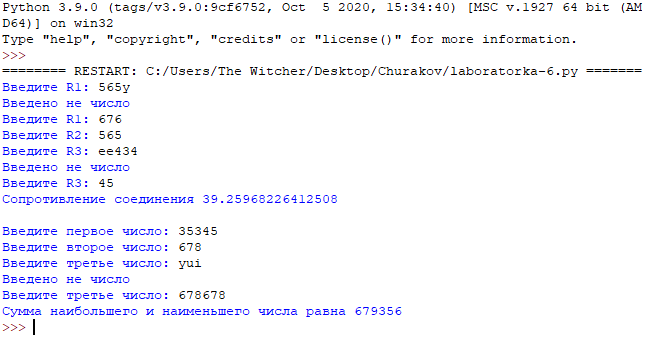 Python 3.9.0 (tags/v3.9.0:9cf6752, Oct  5 2020, 15:34:40) [MSC v.1927 64 bit (AM
D64)] on win32
Type "help", "copyright", "credits" or "license()" for more information.
>>>
======== RESTART: C:/Users/The Witcher/Desktop/Churakov/laboratorka-6.py =======
Введите R1: 565y
Введено не число
Введите R1: 676
Введите R2: 565
Введите R3: ee434
Введено не число
Введите R3: 45
Сопротивление соединения 39.25968226412508
Введите первое число: 35345
Введите второе число: 678
Введите третье число: yui
Введено не число
Введите третье число: 678678
Сумма наибольшего и наименьшего числа равна 679356
>>>